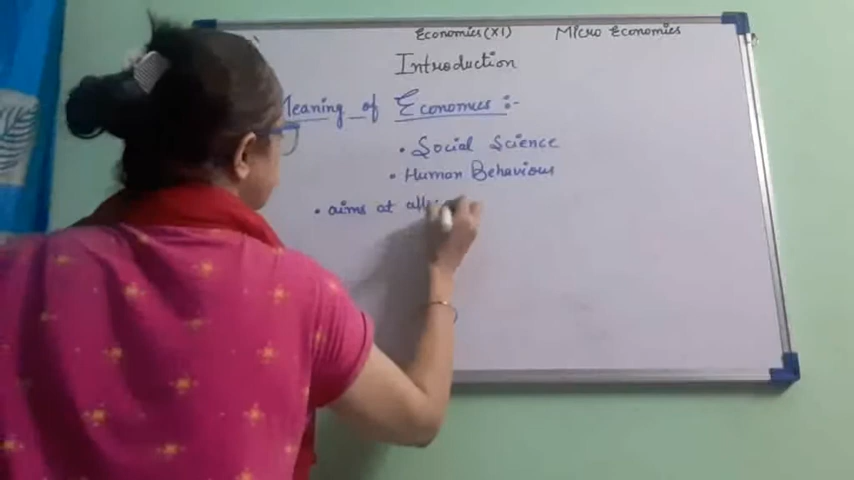 Economics(XI) Micro Economics
Introduction
Meaning of Economics :-
• Social Science
• Human Behaviour
• aims at